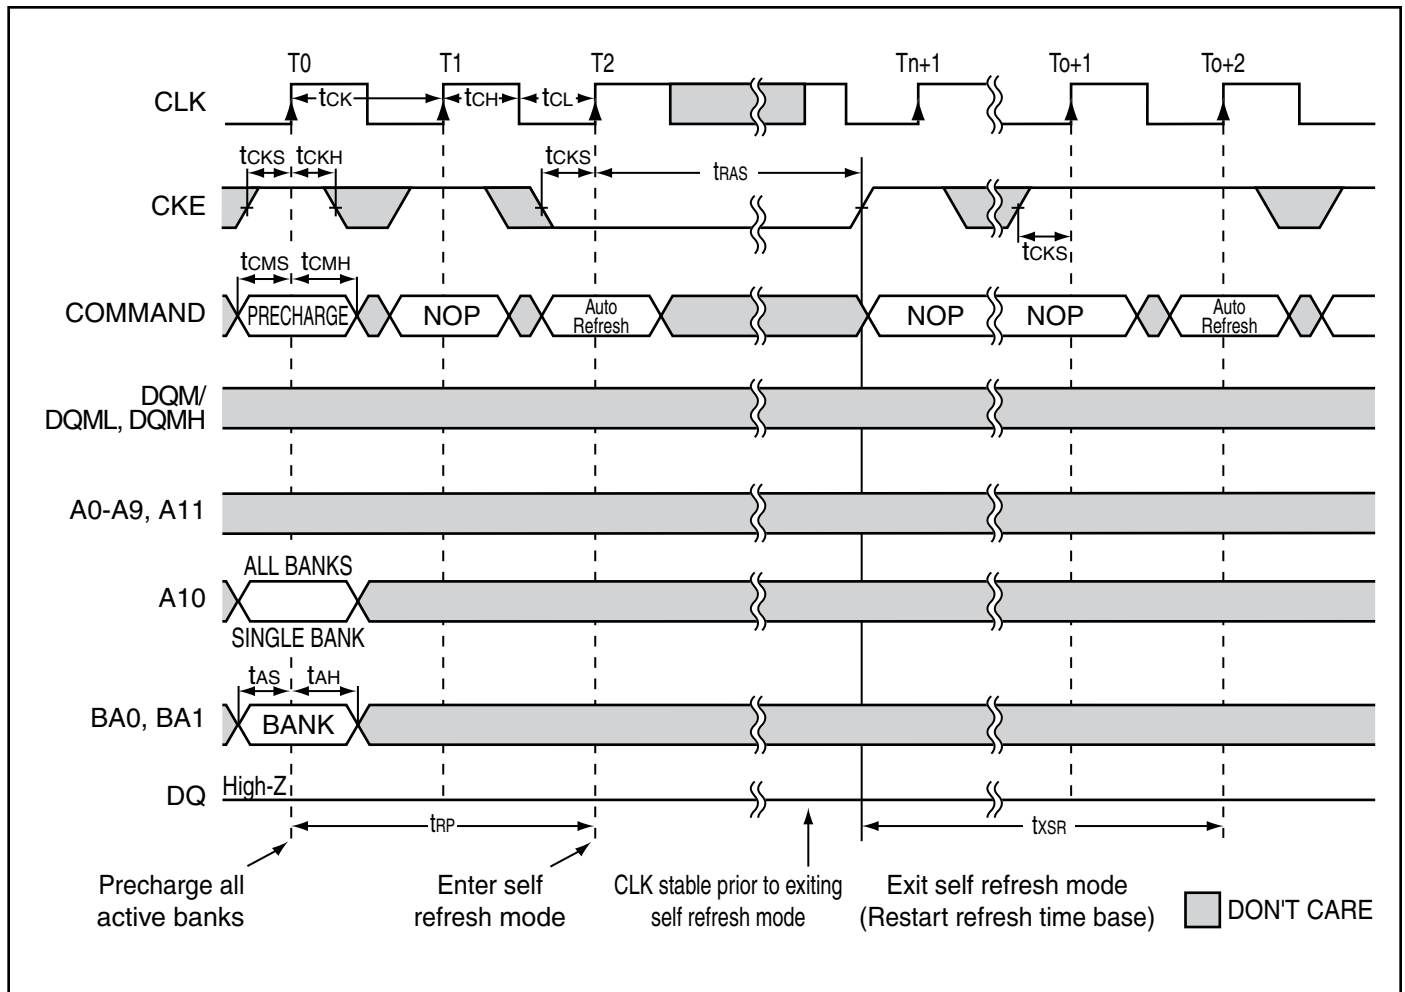 T0 T1 T2 Tn+1 To+1 To+2
CLK tCK tCH tCL
tCKS tCKH tCKS tRAS
CKE
tCKS
tCMS tCMH
COMMAND PRECHARGE NOP Auto Refresh NOP NOP Auto Refresh
DQM/
DQML, DQMH
A0-A9, A11
ALL BANKS
A10
SINGLE BANK
tAS tAH
BA0, BA1 BANK
DQ High-Z
tRP tXSR
Precharge all
active banks
Enter self
refresh mode
CLK stable prior to exiting
self refresh mode
Exit self refresh mode
(Restart refresh time base)
DON'T CARE